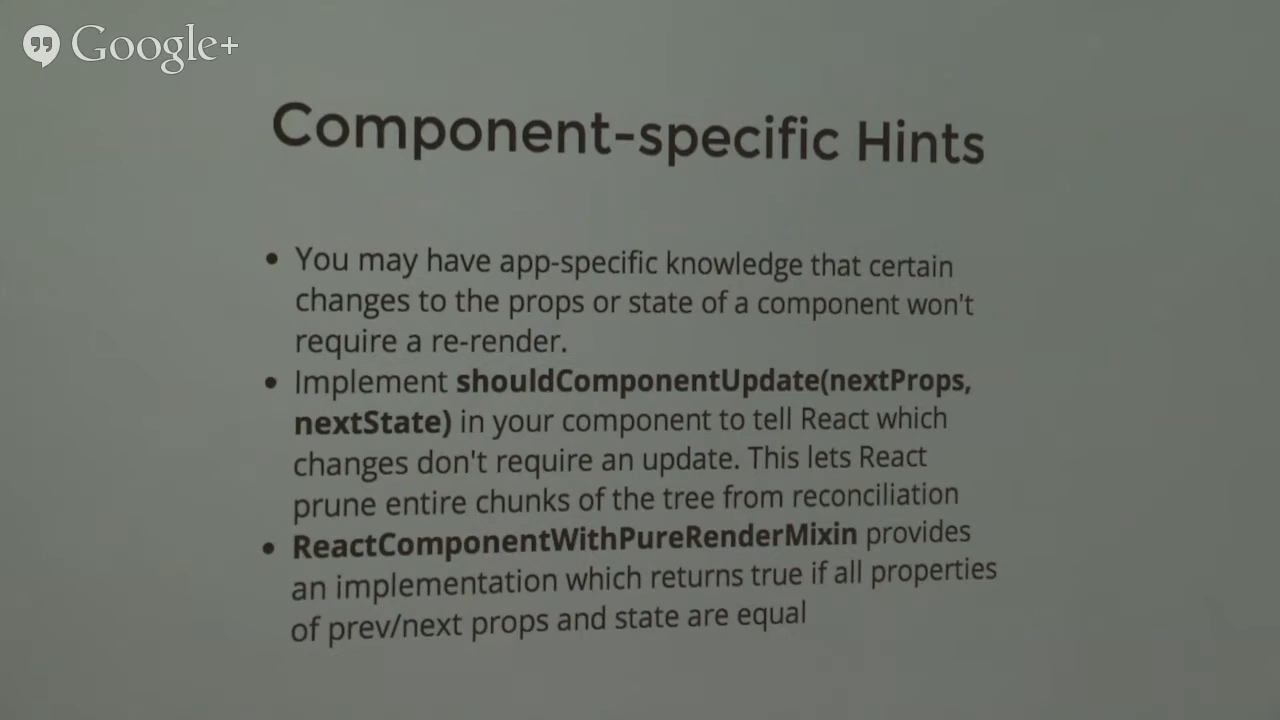 Google+
Component-specific Hints
• You may have app-specific knowledge that certain
changes to the props or state of a component won't
require a re-render.
• Implement shouldComponentUpdate(nextProps,
nextState) in your component to tell React which
changes don't require an update. This lets React
prune entire chunks of the tree from reconciliation
• ReactComponentWithPureRenderMixin provides
an implementation which returns true if all properties
of prev/next props and state are equal